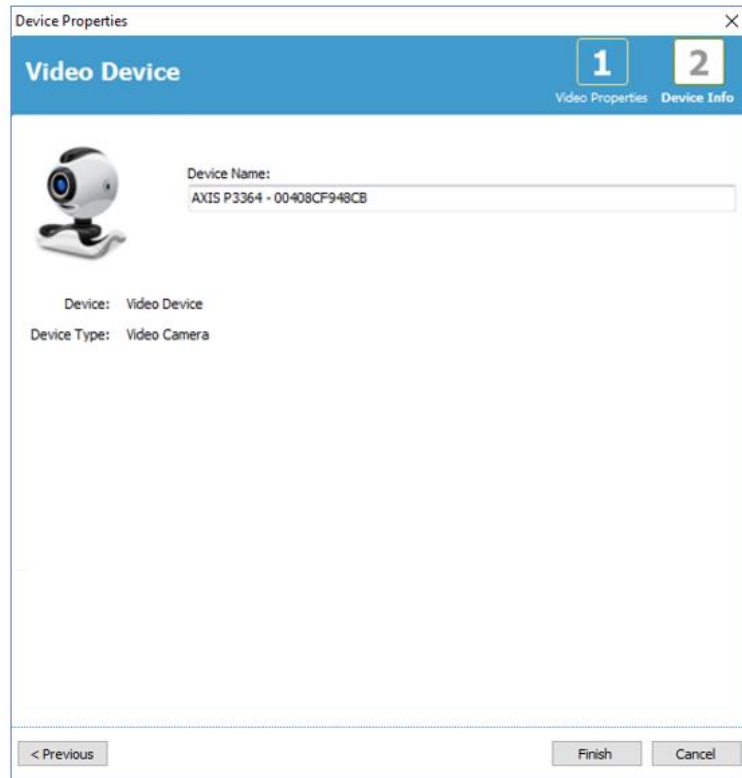 Device Properties
Video Device
1
Video Properties
2
Device Info
Device Name:
AXIS P3364 - 00408CF948CB
Device: Video Device
Device Type: Video Camera
< Previous
Finish
Cancel